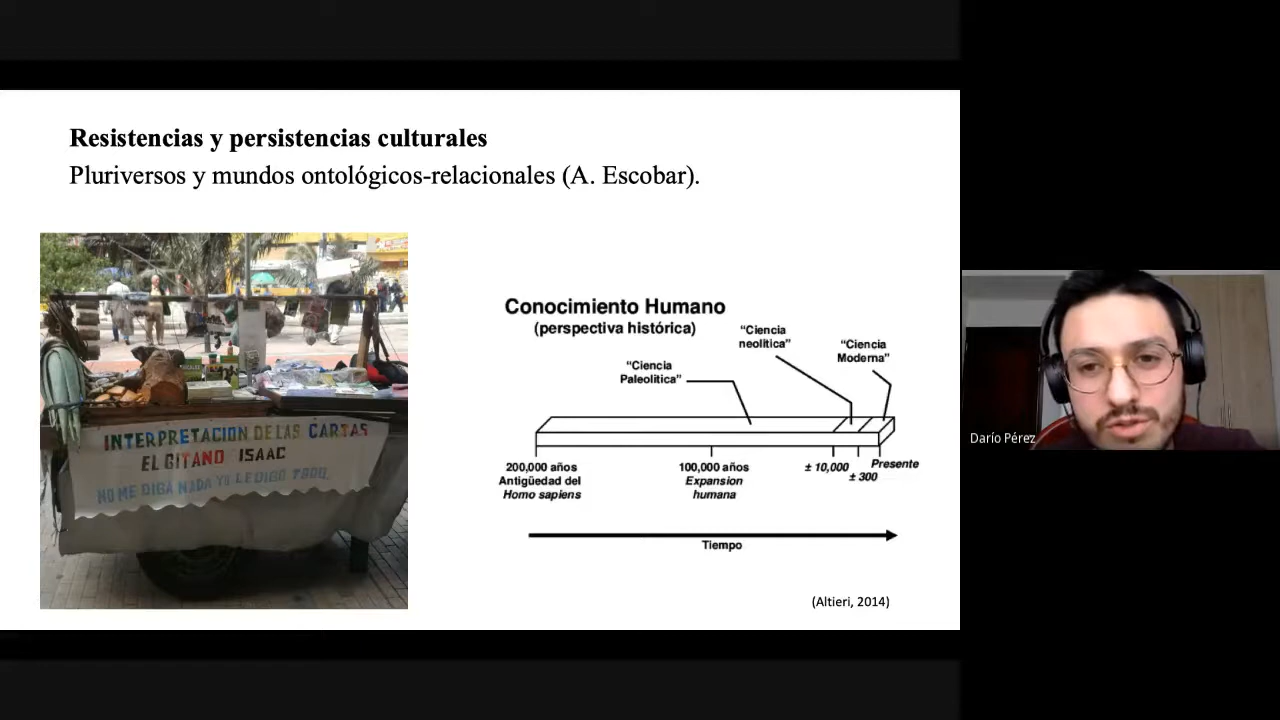 Resistencias y persistencias culturales
Pluriversos y mundos ontológicos-relacionales (A. Escobar).
INTERPRETACION DE LAS CARTAS
EL GITANO ISAAC
NO ME DIGA NADA YO LE DIGO TODO.
Conocimiento Humano
(perspectiva histórica)
"Ciencia
Paleolitica"
"Ciencia
neolítica"
"Ciencia
Moderna"
200,000 años
Antigüedad del
Homo sapiens
100,000 años
Expansion
humana
± 10,000
± 300
Presente
Tiempo
(Altieri, 2014)
Darío Pérez